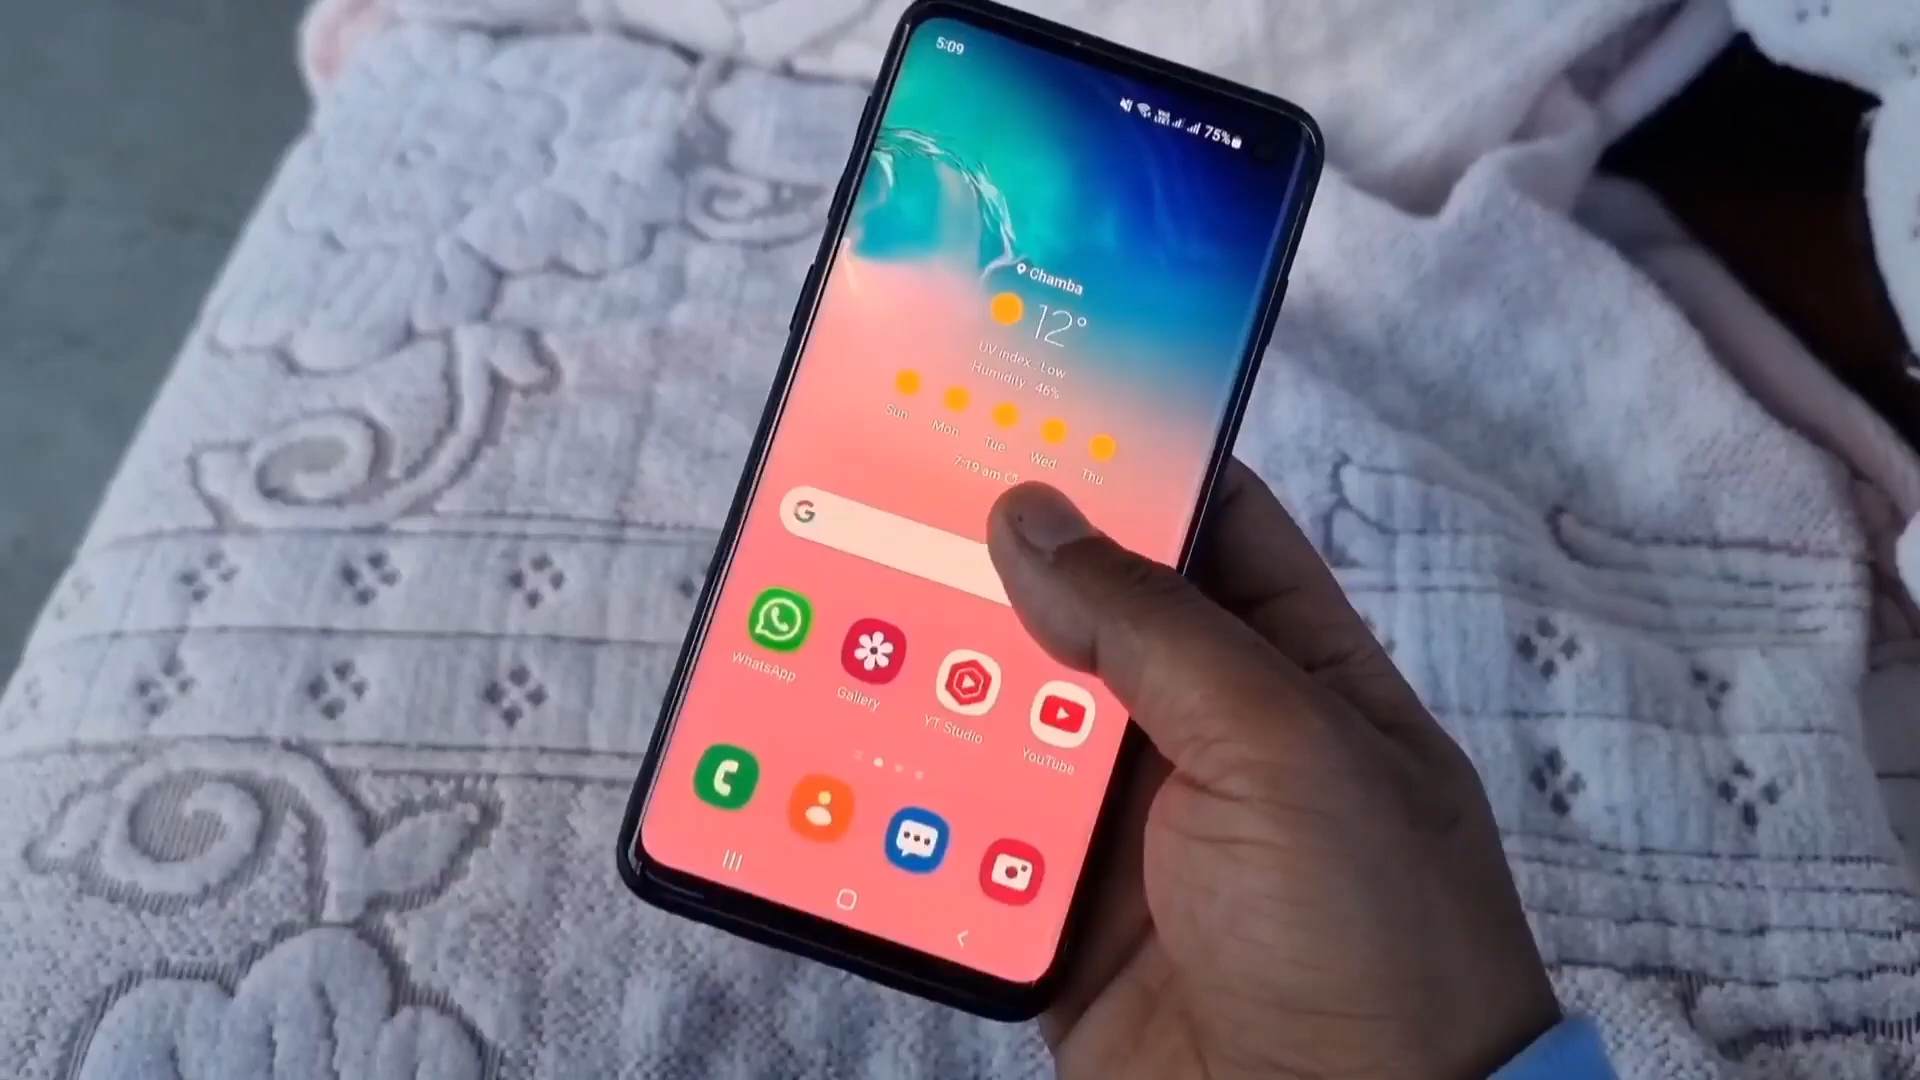 5:09
75%
Chamba
12°
UV index · Low
Humidity · 46%
Sun Mon Tue Wed Thu
7:19 am
G
WhatsApp Gallery YT Studio YouTube